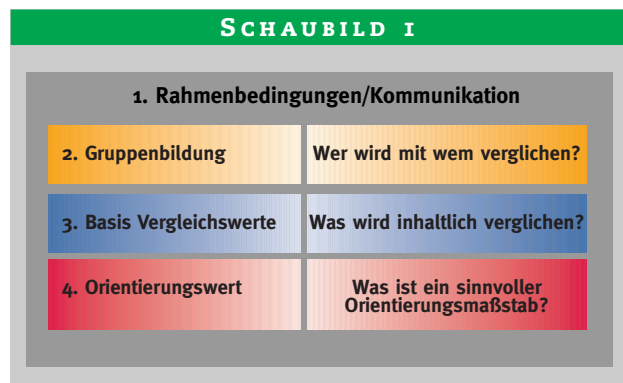 SCHAUBILD 1
1. Rahmenbedingungen/Kommunikation
2. Gruppenbildung
Wer wird mit wem verglichen?
3. Basis Vergleichswerte
Was wird inhaltlich verglichen?
4. Orientierungswert
Was ist ein sinnvoller
Orientierungsmaßstab?